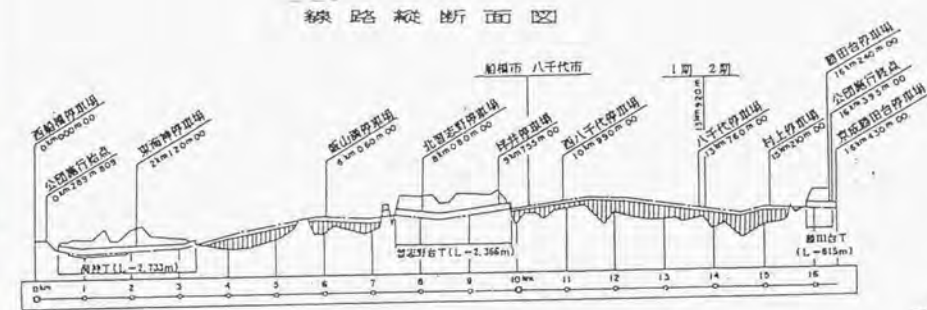 線路縦断面図
船橋市 八千代市
1期 2期
13km920m00
西船橋停車場
0km000m00
公団施行始点
0km289m809
東海神停車場
2km120m00
飯山満停車場
6km060m00
北習志野停車場
8km080m00
坪井停車場
9km755m00
西八千代停車場
10km990m00
八千代停車場
13km760m00
村上停車場
15km210m00
勝田台停車場
16km240m00
公団施行終点
16km395m00
京成勝田台停車場
16km430m00
海神T(L=2,733m)
習志野台T(L=2,366m)
勝田台T
(L=615m)
0km 1 2 3 4 5 6 7 8 9 10km 11 12 13 14 15 16